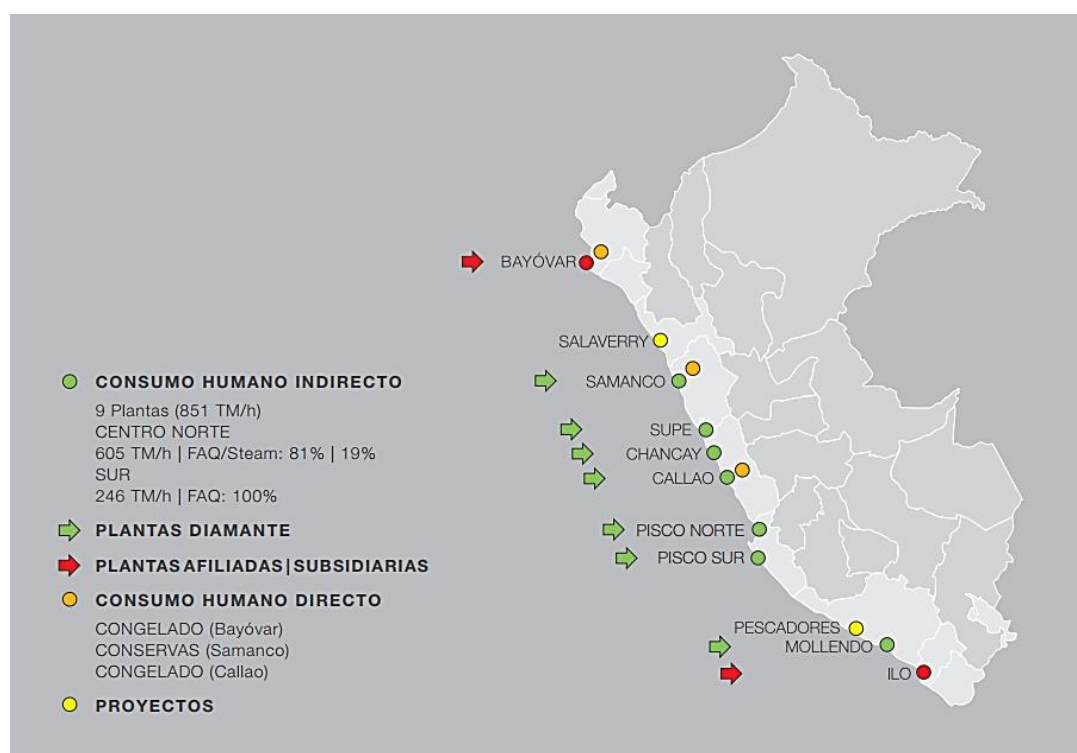 BAYÓVAR
SALAVERRY
SAMANCO
SUPE
CHANCAY
CALLAO
PISCO NORTE
PISCO SUR
PESCADORES
MOLLENDO
ILO
CONSUMO HUMANO INDIRECTO
9 Plantas (851 TM/h)
CENTRO NORTE
605 TM/h | FAQ/Steam: 81% | 19%
SUR
246 TM/h | FAQ: 100%
PLANTAS DIAMANTE
PLANTAS AFILIADAS | SUBSIDIARIAS
CONSUMO HUMANO DIRECTO
CONGELADO (Bayóvar)
CONSERVAS (Samanco)
CONGELADO (Callao)
PROYECTOS